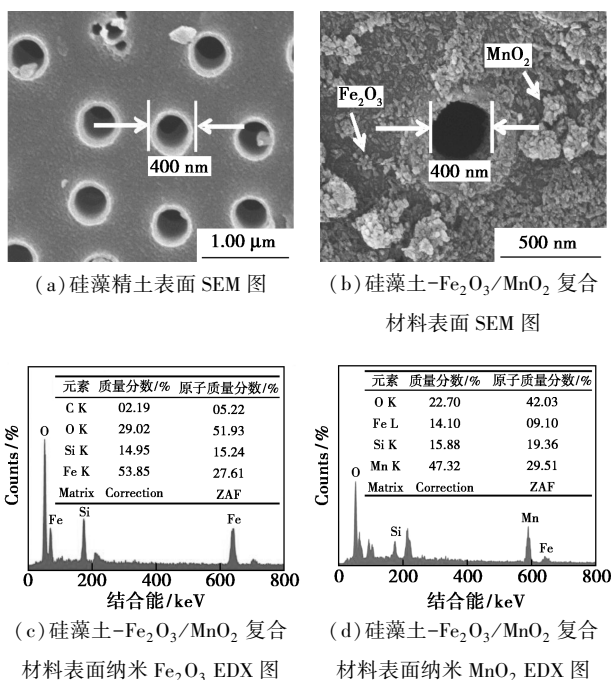 400 nm
1.00 μm
(a)硅藻精土表面 SEM 图
MnO₂
Fe₂O₃
400 nm
500 nm
(b)硅藻土-Fe₂O₃/MnO₂ 复合
材料表面 SEM 图
元素 质量分数/% 原子质量分数/%
C K 02.19 05.22
O K 29.02 51.93
Si K 14.95 15.24
Fe K 53.85 27.61
Matrix Correction ZAF
O
Fe
Si
Fe
Counts/%
0 200 400 600 800
结合能/keV
(c)硅藻土-Fe₂O₃/MnO₂ 复合
材料表面纳米 Fe₂O₃ EDX 图
元素 质量分数/% 原子质量分数/%
O K 22.70 42.03
Fe L 14.10 09.10
Si K 15.88 19.36
Mn K 47.32 29.51
Matrix Correction ZAF
O
Si
Mn
Fe
Counts/%
0 200 400 600 800
结合能/keV
(d)硅藻土-Fe₂O₃/MnO₂ 复合
材料表面纳米 MnO₂ EDX 图